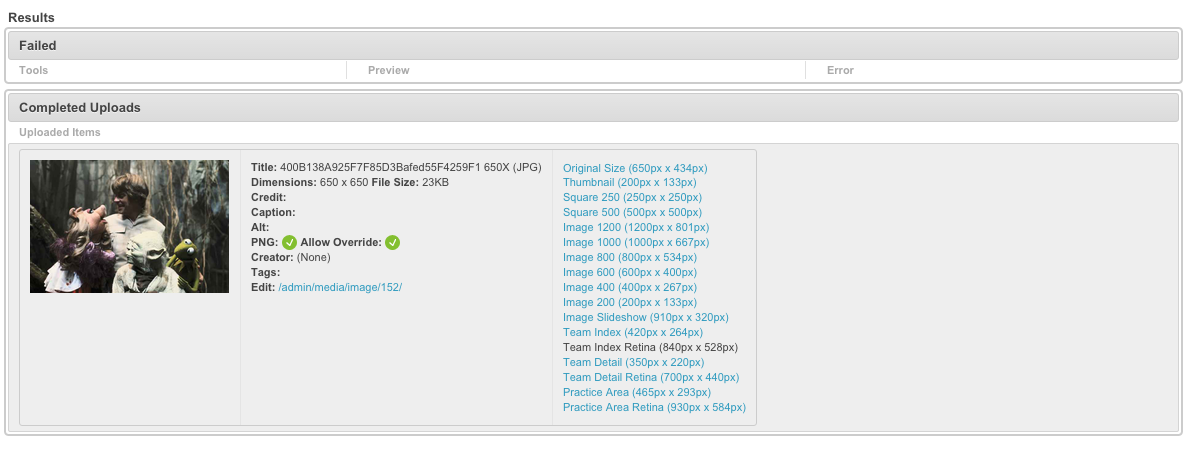 Results
Failed
Tools Preview Error
Completed Uploads
Uploaded Items
Title: 400B138A925F7F85D3Bafed55F4259F1 650X (JPG)
Dimensions: 650 x 650 File Size: 23KB
Credit:
Caption:
Alt:
PNG: Allow Override:
Creator: (None)
Tags:
Edit: /admin/media/image/152/
Original Size (650px x 434px)
Thumbnail (200px x 133px)
Square 250 (250px x 250px)
Square 500 (500px x 500px)
Image 1200 (1200px x 801px)
Image 1000 (1000px x 667px)
Image 800 (800px x 534px)
Image 600 (600px x 400px)
Image 400 (400px x 267px)
Image 200 (200px x 133px)
Image Slideshow (910px x 320px)
Team Index (420px x 264px)
Team Index Retina (840px x 528px)
Team Detail (350px x 220px)
Team Detail Retina (700px x 440px)
Practice Area (465px x 293px)
Practice Area Retina (930px x 584px)